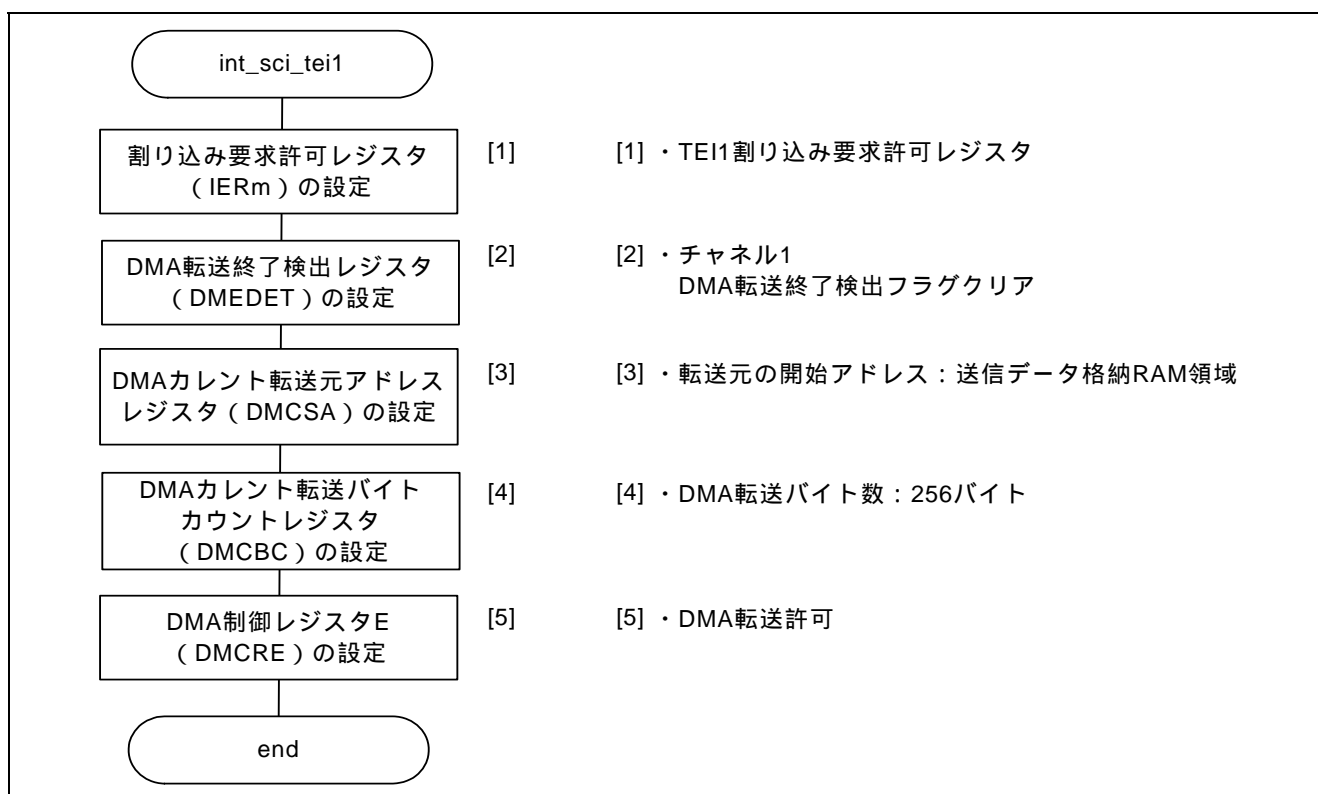 int_sci_tei1
割り込み要求許可レジスタ
（IERm）の設定
[1]
[1] ・TEI1割り込み要求許可レジスタ
DMA転送終了検出レジスタ
（DMEDET）の設定
[2]
[2] ・チャネル1
DMA転送終了検出フラグクリア
DMAカレント転送元アドレス
レジスタ（DMCSA）の設定
[3]
[3] ・転送元の開始アドレス：送信データ格納RAM領域
DMAカレント転送バイト
カウントレジスタ
（DMCBC）の設定
[4]
[4] ・DMA転送バイト数：256バイト
DMA制御レジスタE
（DMCRE）の設定
[5]
[5] ・DMA転送許可
end